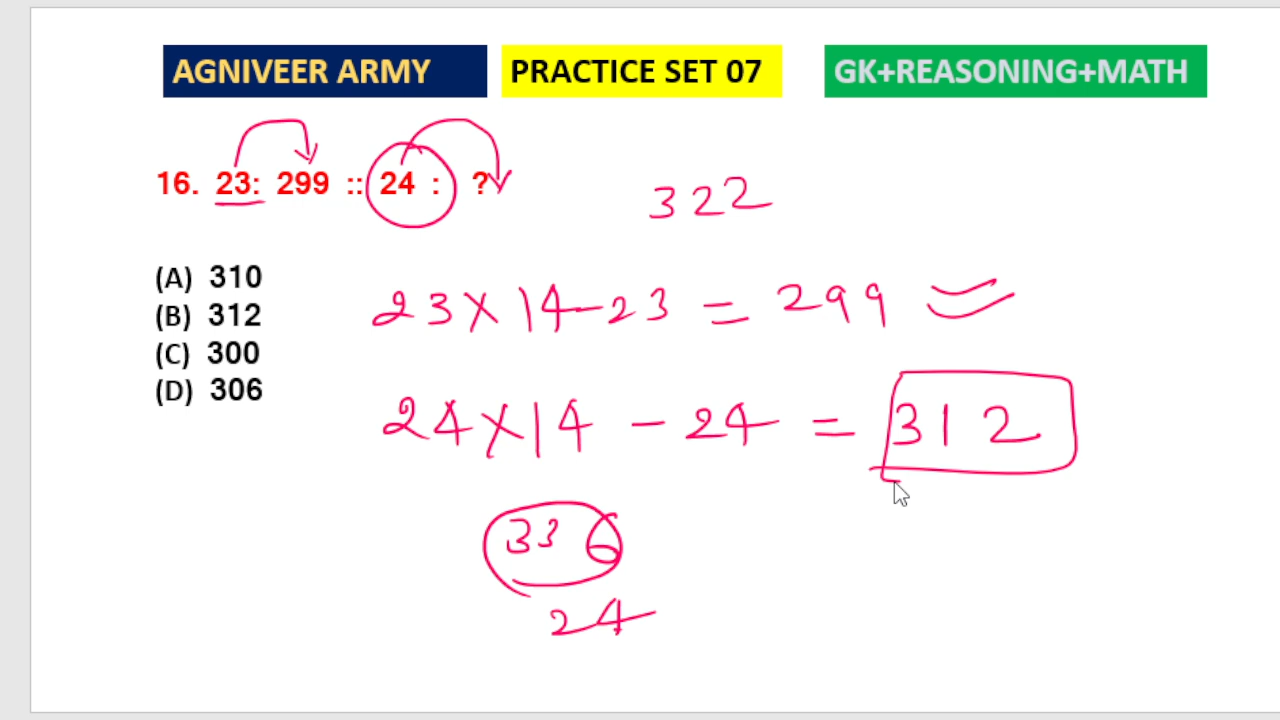 AGNIVEER ARMY PRACTICE SET 07 GK+REASONING+MATH
16. 23: 299 :: 24 : ?
322
(A) 310
(B) 312
(C) 300
(D) 306
23 X 14 - 23 = 299
24 X 14 - 24 = 312
336
24